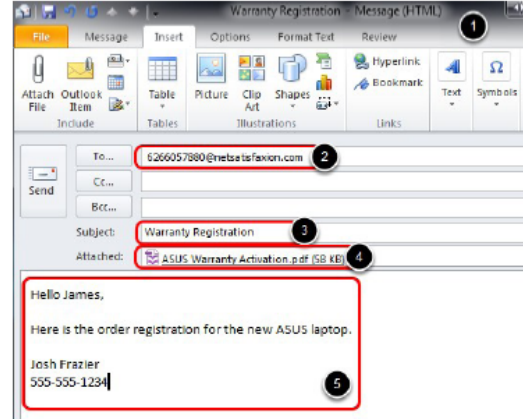 Warranty Registration - Message (HTML)
1
File Message Insert Options Format Text Review
Hyperlink
Bookmark
Attach File
Outlook Item
Table
Picture
Clip Art
Shapes
Text
Symbols
Include Tables Illustrations Links
To... 6266057880@netsatisfaxion.com 2
Send
Cc...
Bcc...
Subject: Warranty Registration 3
Attached: ASUS Warranty Activation.pdf (58 KB) 4
Hello James,
Here is the order registration for the new ASUS laptop.
Josh Frazier
555-555-1234
5